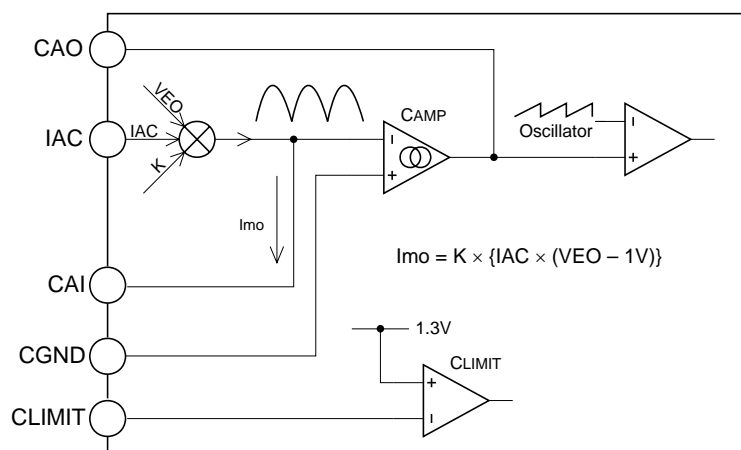 CAO
VEO
CAMP
IAC
IAC
Oscillator
K
Imo
Imo = K × {IAC × (VEO – 1V)}
CAI
1.3V
CGND
CLIMIT
CLIMIT